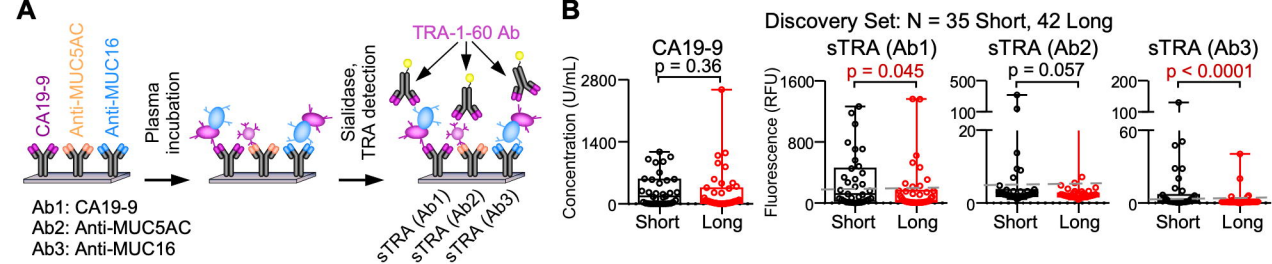 A
CA19-9
Anti-MUC5AC
Anti-MUC16
Plasma
incubation
Sialidase,
TRA detection
TRA-1-60 Ab
Ab1: CA19-9
Ab2: Anti-MUC5AC
Ab3: Anti-MUC16
sTRA (Ab1)
sTRA (Ab2)
sTRA (Ab3)
B
Discovery Set: N = 35 Short, 42 Long
CA19-9
p = 0.36
Concentration (U/mL)
2800
1400
0
Short Long
sTRA (Ab1)
p = 0.045
Fluorescence (RFU)
1600
800
0
Short Long
sTRA (Ab2)
p = 0.057
500
100
20
0
Short Long
sTRA (Ab3)
p < 0.0001
200
100
60
0
Short Long